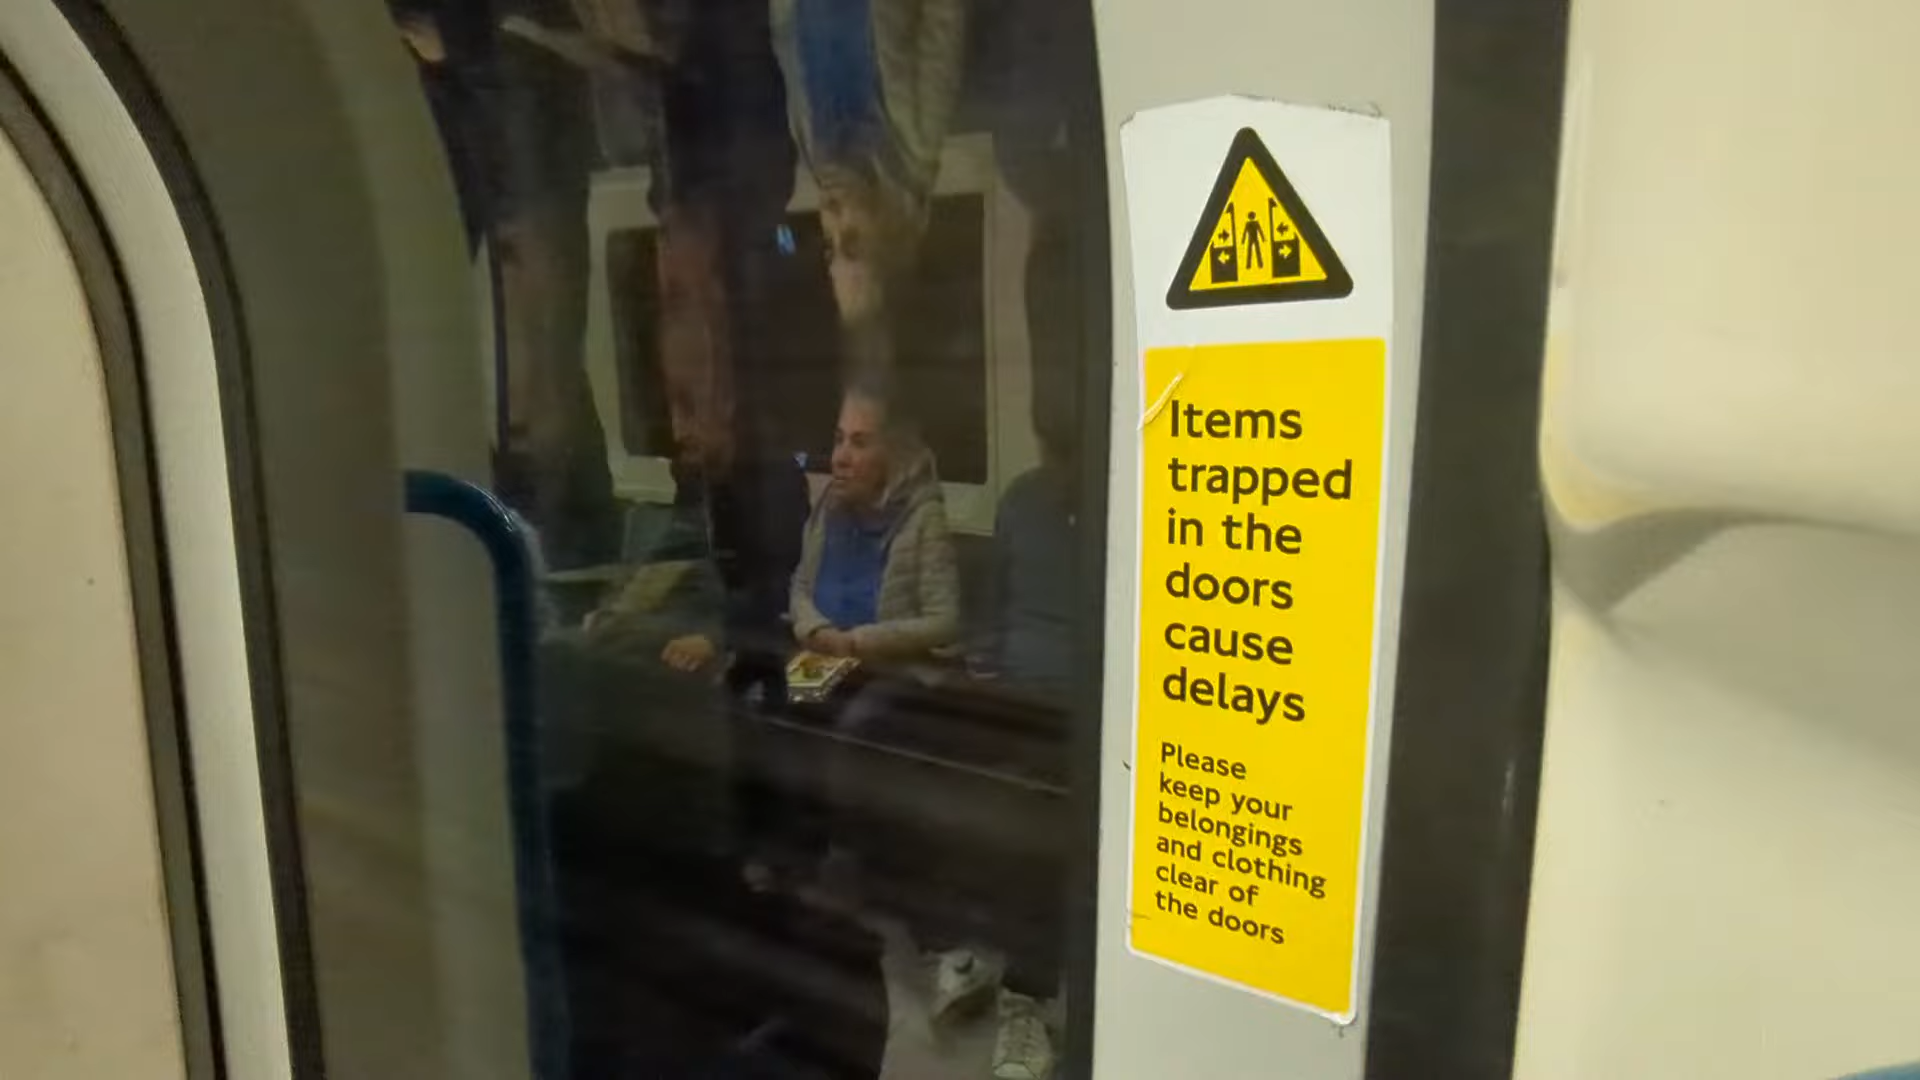 Items
trapped
in the
doors
cause
delays
Please
keep your
belongings
and clothing
clear of
the doors